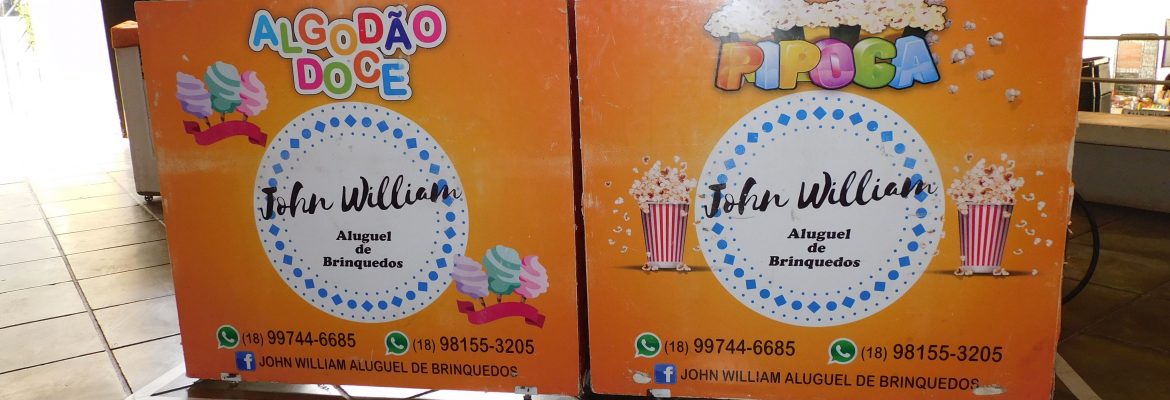 ALGODÃO
DOCE
John William
Aluguel
de
Brinquedos
(18) 99744-6685
(18) 98155-3205
JOHN WILLIAM ALUGUEL DE BRINQUEDOS
PIPOCA
John William
Aluguel
de
Brinquedos
(18) 99744-6685
(18) 98155-3205
JOHN WILLIAM ALUGUEL DE BRINQUEDOS